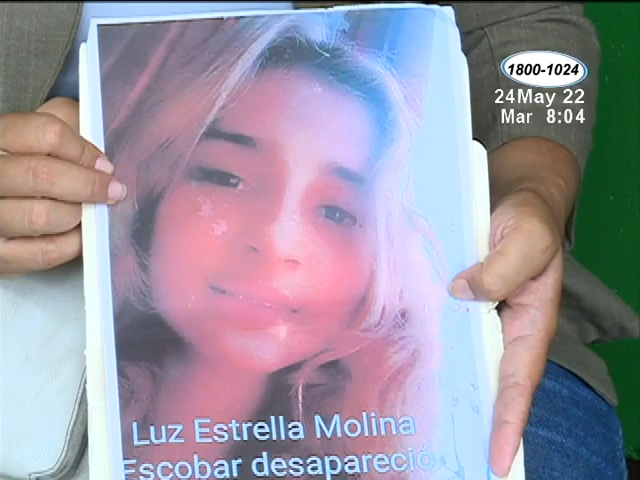 1800-1024
24May 22
Mar 8:04
Luz Estrella Molina
Escobar desapareció